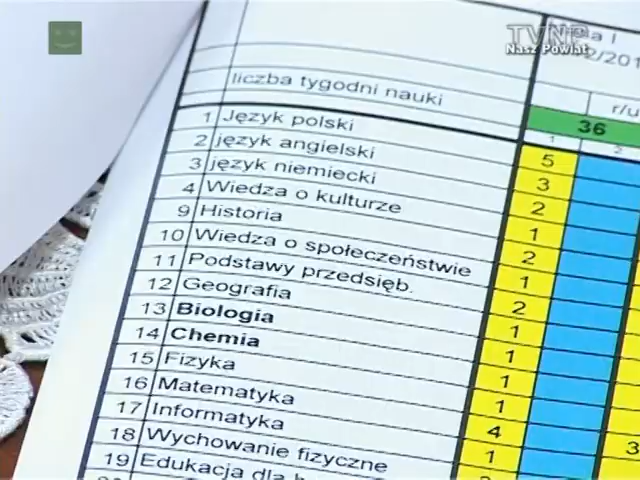 TVNP
Nasz Powiat
liczba tygodni nauki
r/u
36
1 2
1 Język polski 5
2 język angielski 3
3 język niemiecki 2
4 Wiedza o kulturze 1
9 Historia 2
10 Wiedza o społeczeństwie 1
11 Podstawy przedsięb. 2
12 Geografia 1
13 Biologia 1
14 Chemia 1
15 Fizyka 1
16 Matematyka 4
17 Informatyka 1
18 Wychowanie fizyczne
19 Edukacja dla
3